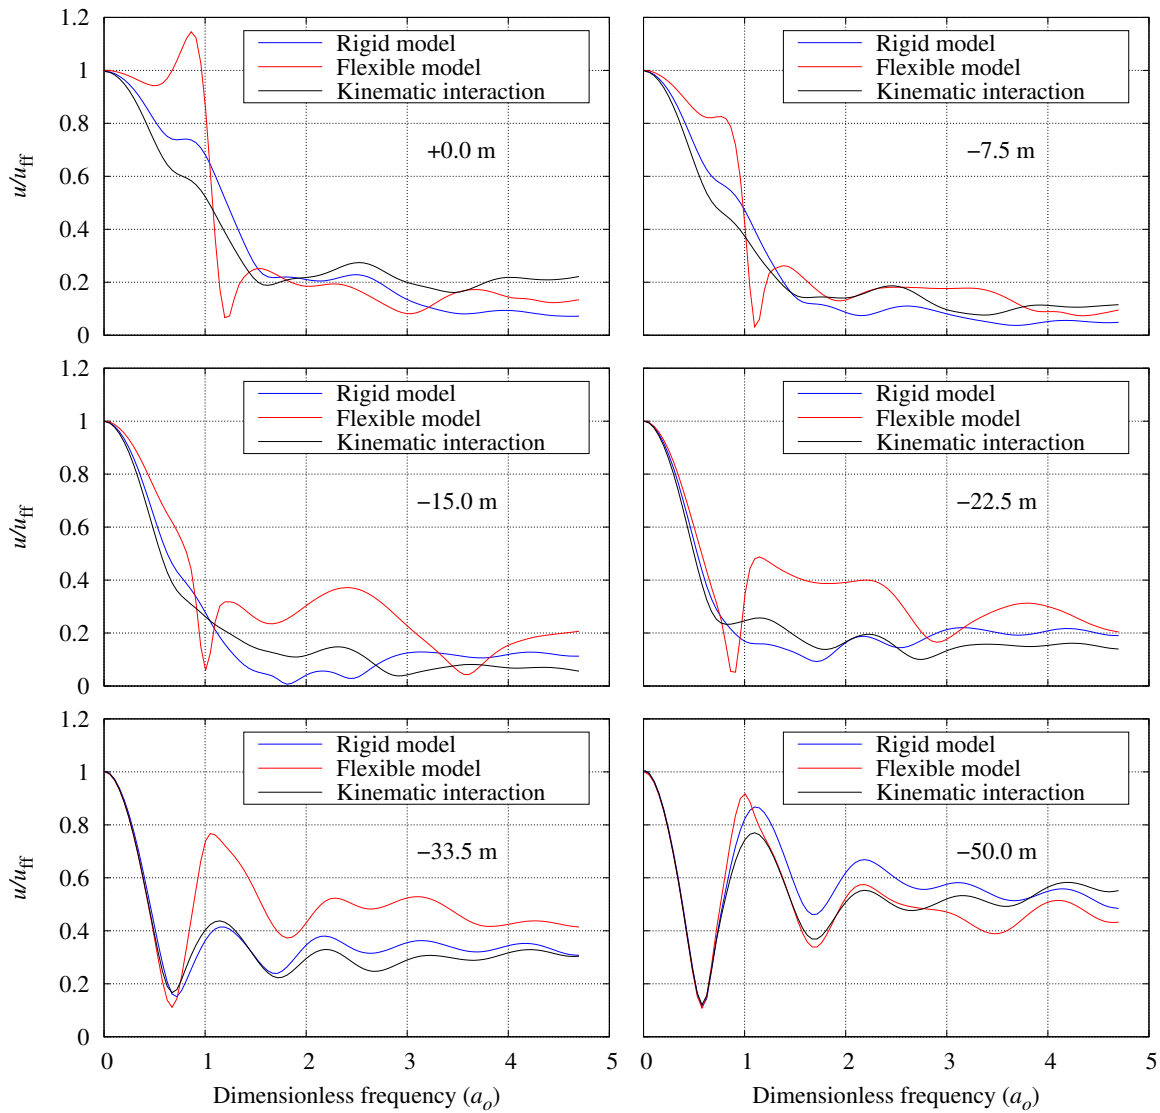 1.2
1
0.8
0.6
0.4
0.2
0
u/u_ff
Rigid model
Flexible model
Kinematic interaction
+0.0 m
Rigid model
Flexible model
Kinematic interaction
−7.5 m
1.2
1
0.8
0.6
0.4
0.2
0
u/u_ff
Rigid model
Flexible model
Kinematic interaction
−15.0 m
Rigid model
Flexible model
Kinematic interaction
−22.5 m
1.2
1
0.8
0.6
0.4
0.2
0
u/u_ff
Rigid model
Flexible model
Kinematic interaction
−33.5 m
0 1 2 3 4 5
Dimensionless frequency (a_o)
Rigid model
Flexible model
Kinematic interaction
−50.0 m
0 1 2 3 4 5
Dimensionless frequency (a_o)